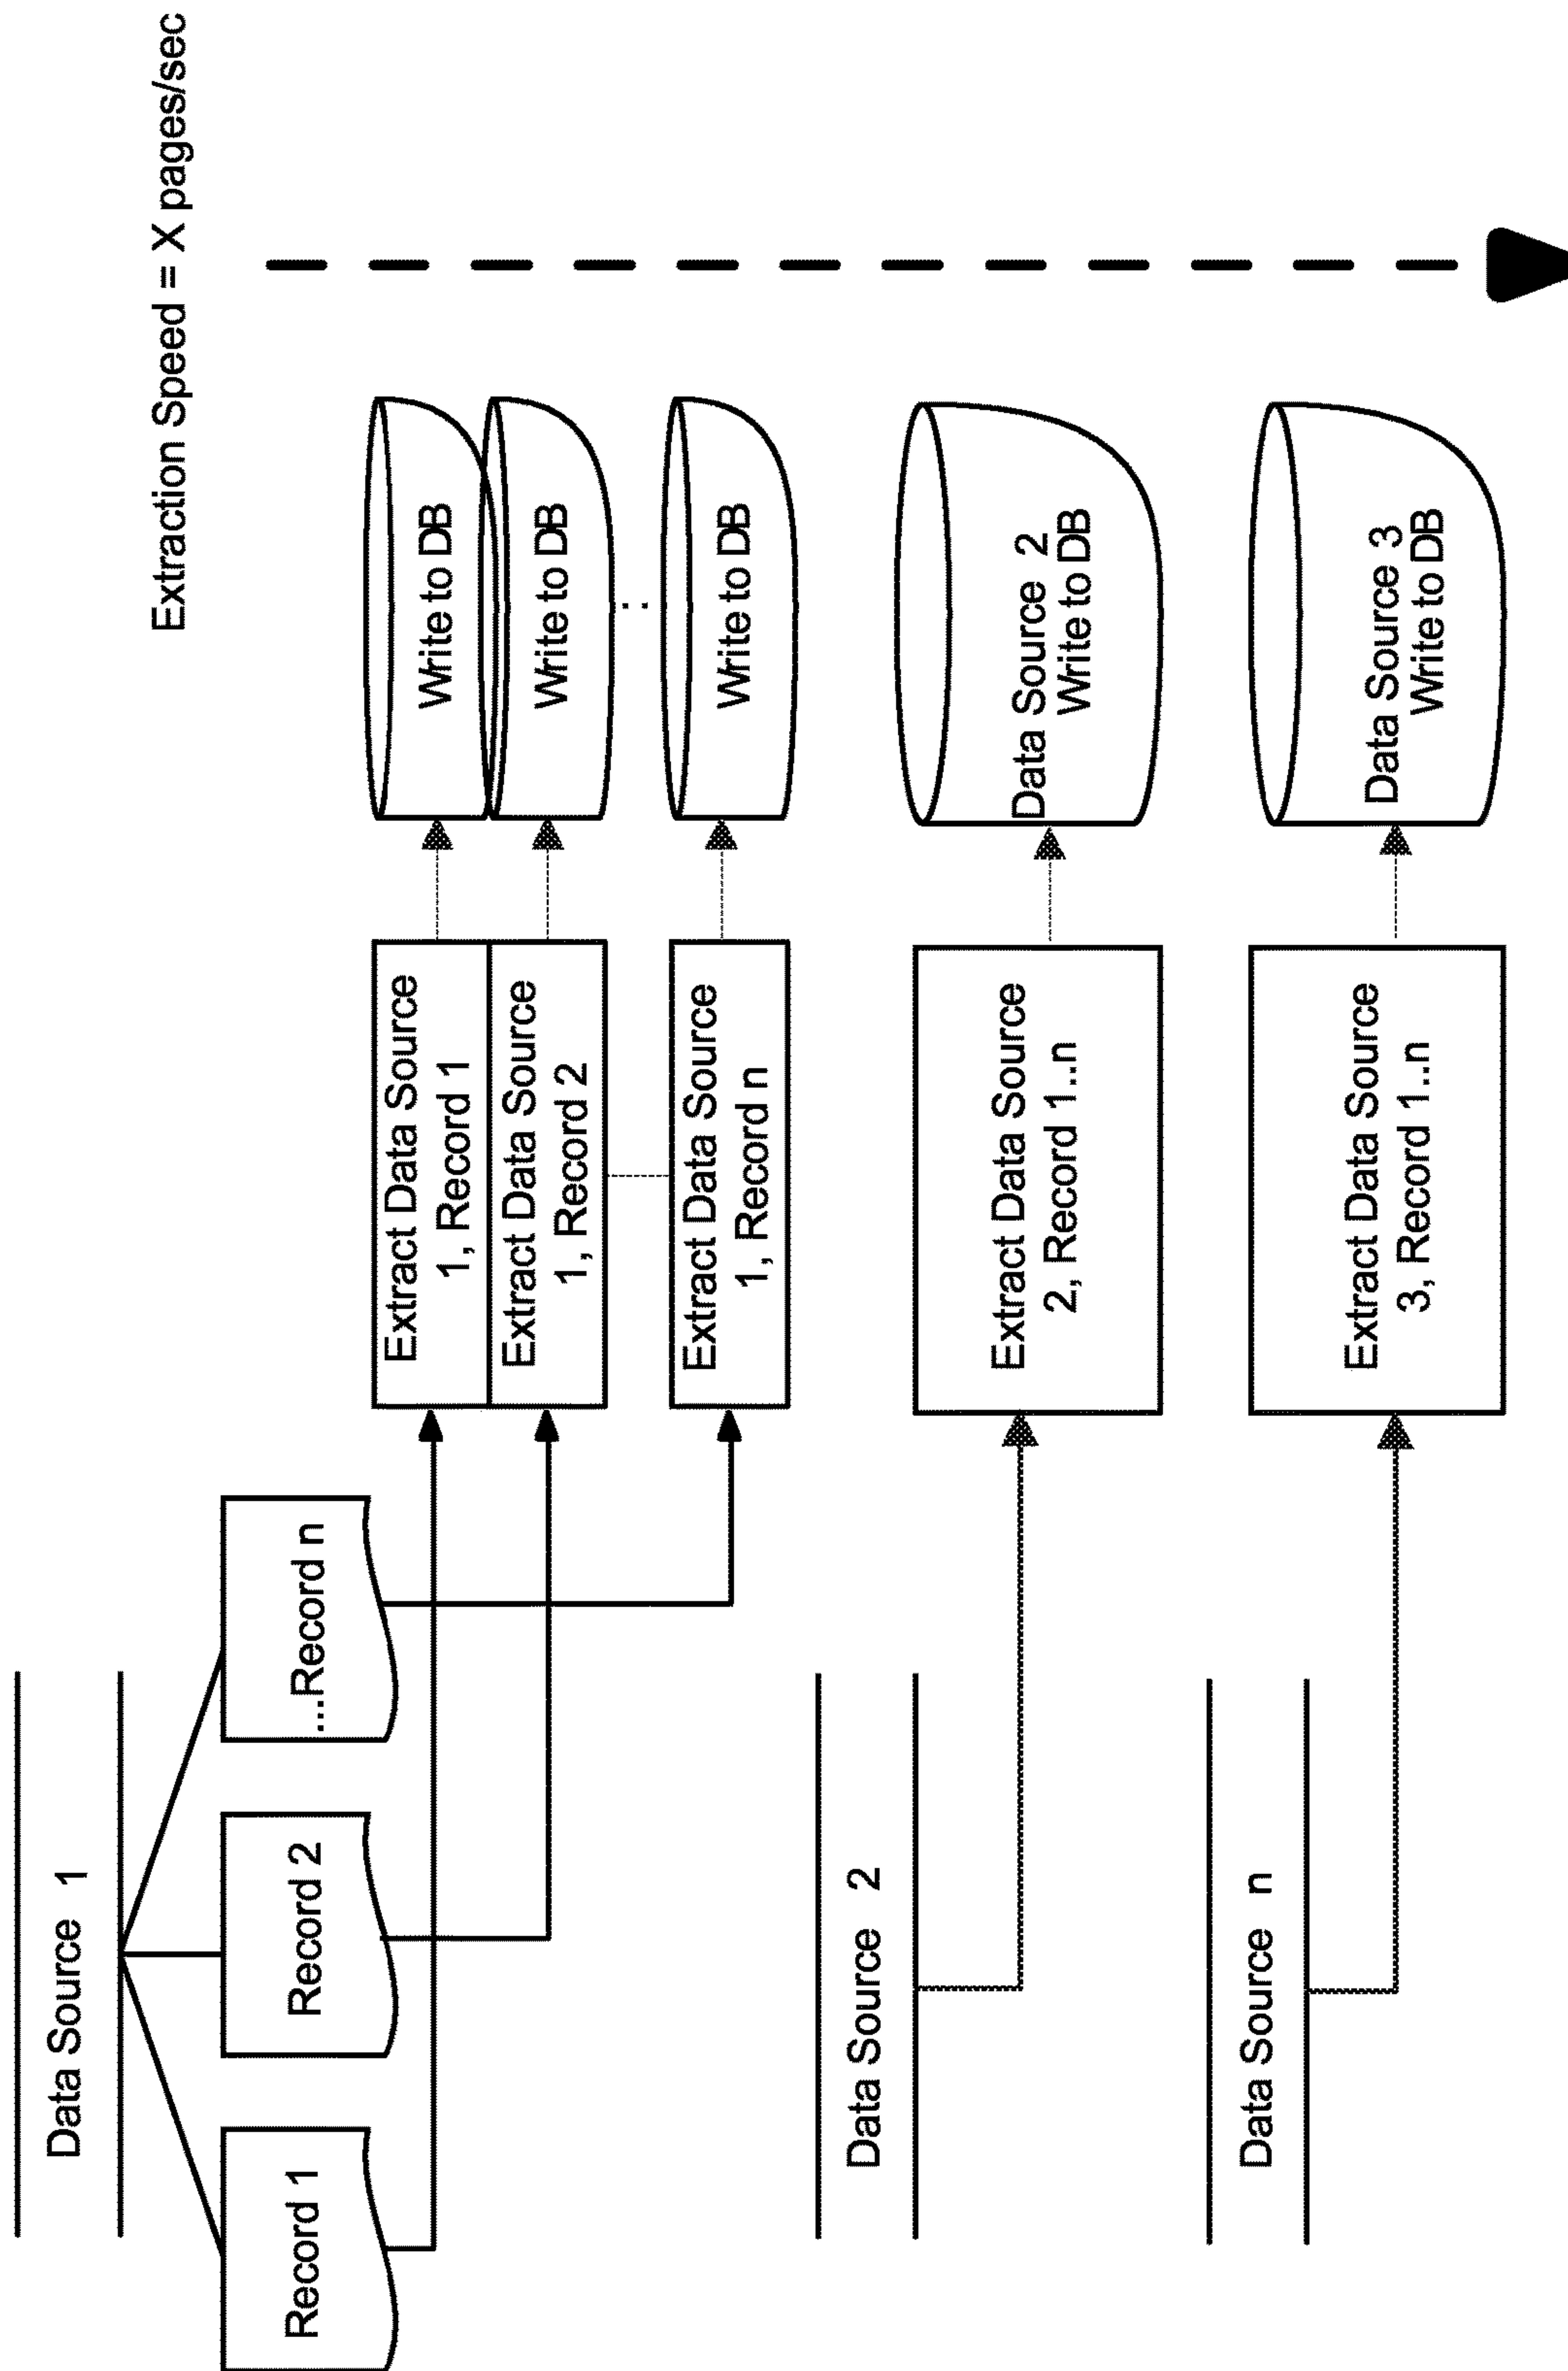 Extraction Speed = X pages/sec
Data Source 1
Record 1
Record 2
...Record n
Extract Data Source
1, Record 1
Write to DB
Extract Data Source
1, Record 2
Write to DB
..
Extract Data Source
1, Record n
Write to DB
Data Source 2
Extract Data Source
2, Record 1..n
Data Source 2
Write to DB
Data Source n
Extract Data Source
3, Record 1..n
Data Source 3
Write to DB